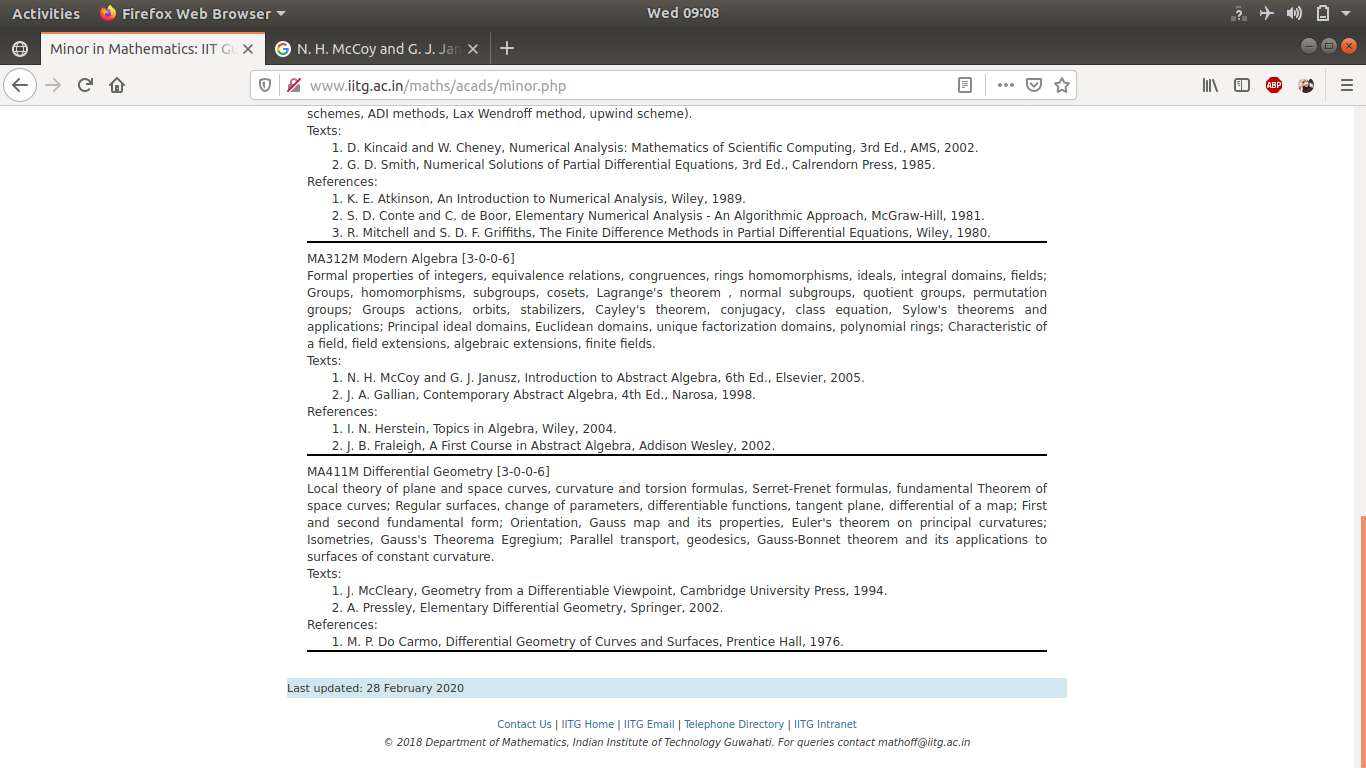 Activities Firefox Web Browser Wed 09:08
Minor in Mathematics: IIT Gu N. H. McCoy and G. J. Jan
www.iitg.ac.in/maths/acads/minor.php ABP
schemes, ADI methods, Lax Wendroff method, upwind scheme).
Texts:
1. D. Kincaid and W. Cheney, Numerical Analysis: Mathematics of Scientific Computing, 3rd Ed., AMS, 2002.
2. G. D. Smith, Numerical Solutions of Partial Differential Equations, 3rd Ed., Calrendorn Press, 1985.
References:
1. K. E. Atkinson, An Introduction to Numerical Analysis, Wiley, 1989.
2. S. D. Conte and C. de Boor, Elementary Numerical Analysis - An Algorithmic Approach, McGraw-Hill, 1981.
3. R. Mitchell and S. D. F. Griffiths, The Finite Difference Methods in Partial Differential Equations, Wiley, 1980.
MA312M Modern Algebra [3-0-0-6]
Formal properties of integers, equivalence relations, congruences, rings homomorphisms, ideals, integral domains, fields;
Groups, homomorphisms, subgroups, cosets, Lagrange's theorem , normal subgroups, quotient groups, permutation
groups; Groups actions, orbits, stabilizers, Cayley's theorem, conjugacy, class equation, Sylow's theorems and
applications; Principal ideal domains, Euclidean domains, unique factorization domains, polynomial rings; Characteristic of
a field, field extensions, algebraic extensions, finite fields.
Texts:
1. N. H. McCoy and G. J. Janusz, Introduction to Abstract Algebra, 6th Ed., Elsevier, 2005.
2. J. A. Gallian, Contemporary Abstract Algebra, 4th Ed., Narosa, 1998.
References:
1. I. N. Herstein, Topics in Algebra, Wiley, 2004.
2. J. B. Fraleigh, A First Course in Abstract Algebra, Addison Wesley, 2002.
MA411M Differential Geometry [3-0-0-6]
Local theory of plane and space curves, curvature and torsion formulas, Serret-Frenet formulas, fundamental Theorem of
space curves; Regular surfaces, change of parameters, differentiable functions, tangent plane, differential of a map; First
and second fundamental form; Orientation, Gauss map and its properties, Euler's theorem on principal curvatures;
Isometries, Gauss's Theorema Egregium; Parallel transport, geodesics, Gauss-Bonnet theorem and its applications to
surfaces of constant curvature.
Texts:
1. J. McCleary, Geometry from a Differentiable Viewpoint, Cambridge University Press, 1994.
2. A. Pressley, Elementary Differential Geometry, Springer, 2002.
References:
1. M. P. Do Carmo, Differential Geometry of Curves and Surfaces, Prentice Hall, 1976.
Last updated: 28 February 2020
Contact Us | IITG Home | IITG Email | Telephone Directory | IITG Intranet
© 2018 Department of Mathematics, Indian Institute of Technology Guwahati. For queries contact mathoff@iitg.ac.in